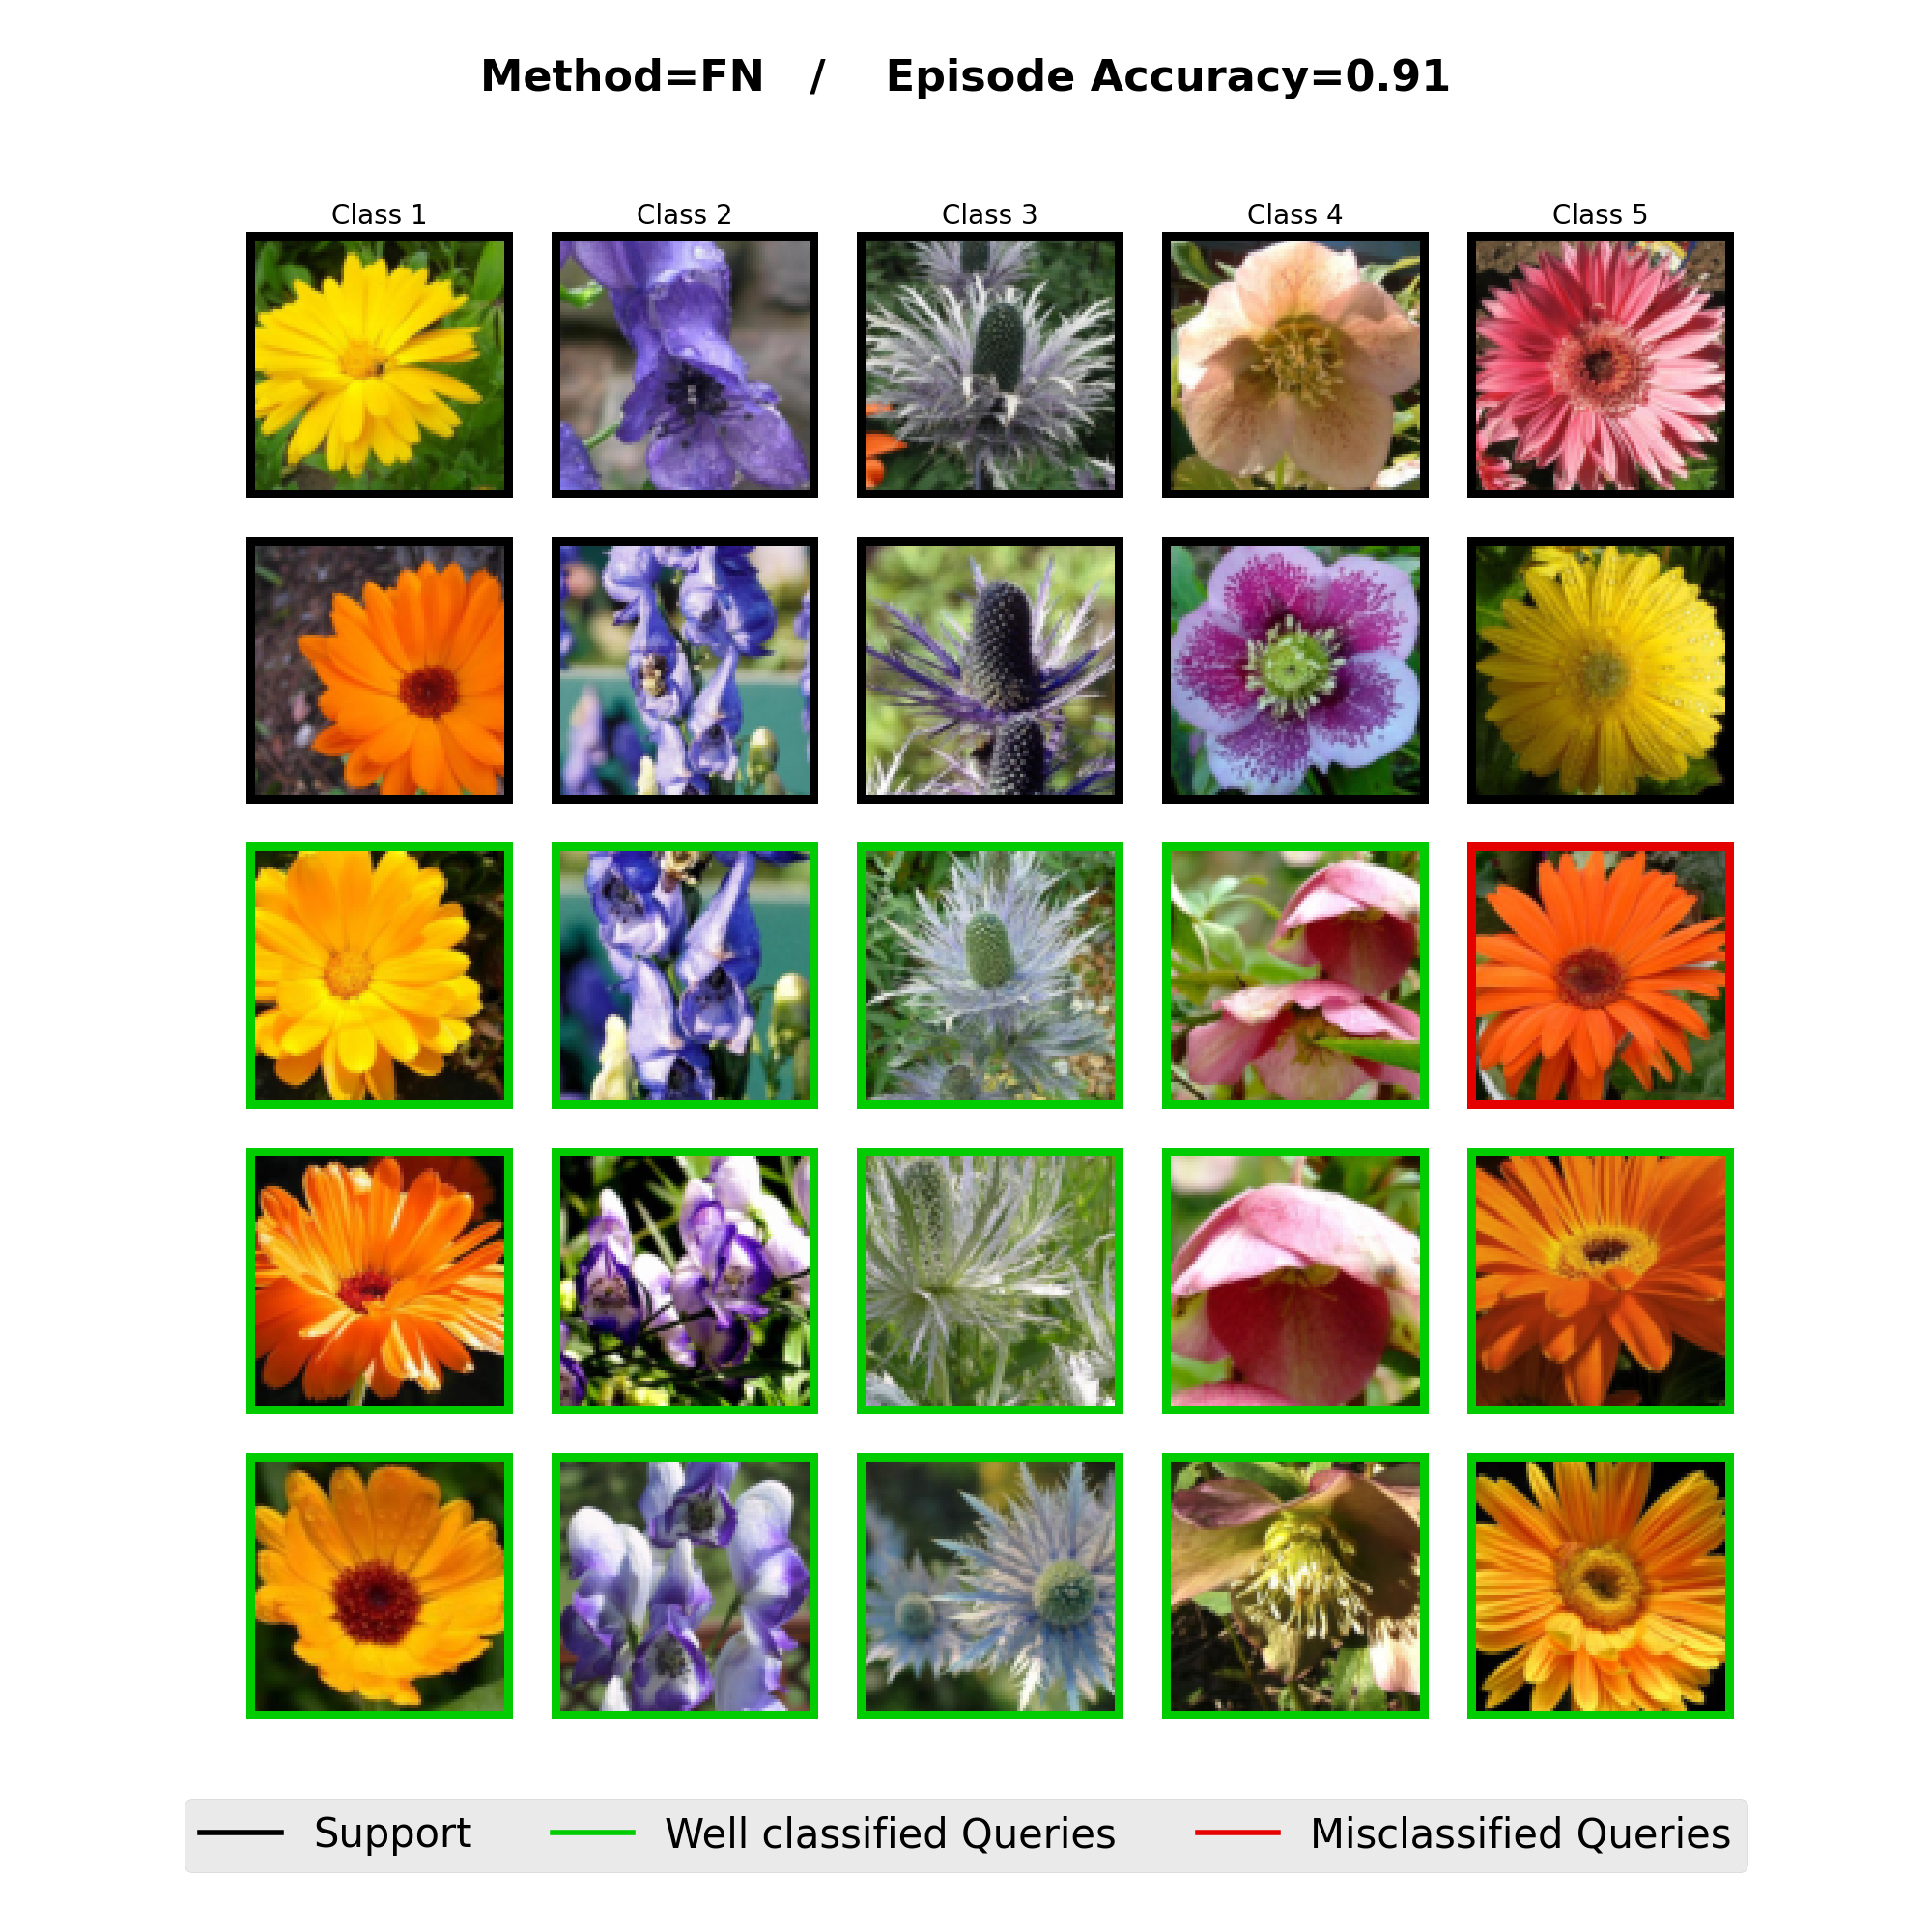 Method=FN / Episode Accuracy=0.91
Class 1 Class 2 Class 3 Class 4 Class 5
Support Well classified Queries Misclassified Queries